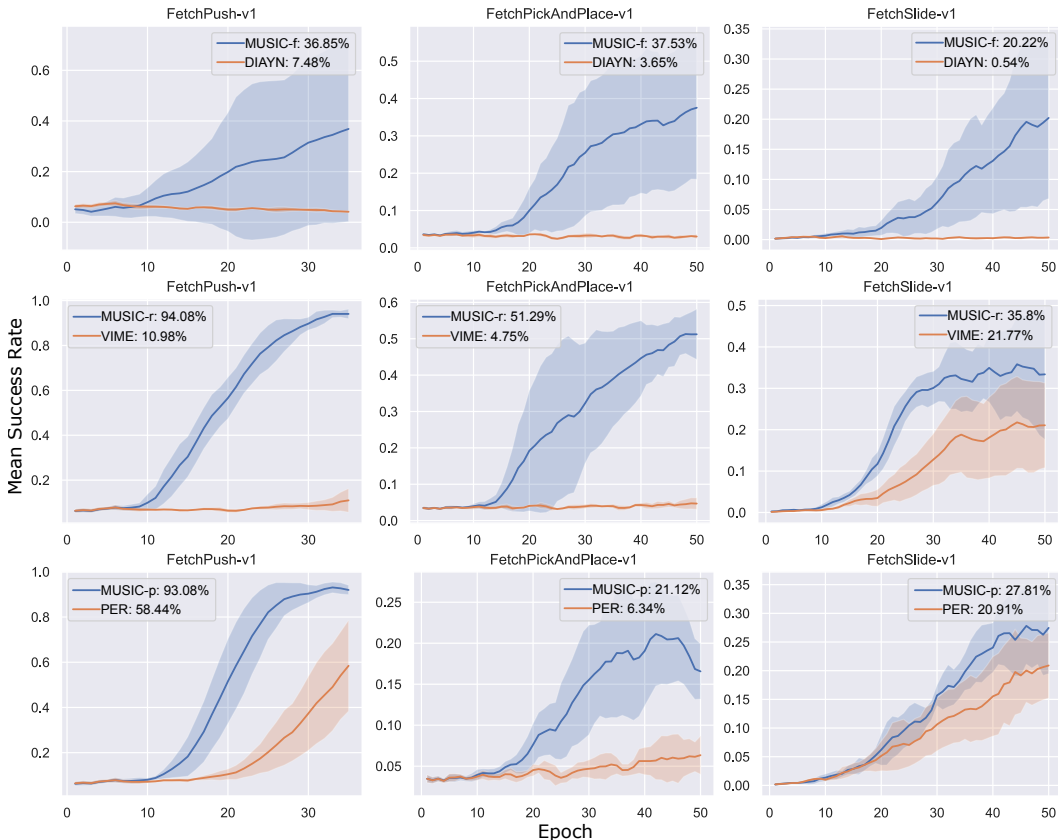 FetchPush-v1
FetchPickAndPlace-v1
FetchSlide-v1
MUSIC-f: 36.85%
DIAYN: 7.48%
MUSIC-f: 37.53%
DIAYN: 3.65%
MUSIC-f: 20.22%
DIAYN: 0.54%
0.6
0.4
0.2
0.0
0 10 20 30
0.5
0.4
0.3
0.2
0.1
0.0
0 10 20 30 40 50
0.35
0.30
0.25
0.20
0.15
0.10
0.05
0.00
0 10 20 30 40 50
Mean Success Rate
FetchPush-v1
FetchPickAndPlace-v1
FetchSlide-v1
MUSIC-r: 94.08%
VIME: 10.98%
MUSIC-r: 51.29%
VIME: 4.75%
MUSIC-r: 35.8%
VIME: 21.77%
1.0
0.8
0.6
0.4
0.2
0 10 20 30
0.6
0.5
0.4
0.3
0.2
0.1
0.0
0 10 20 30 40 50
0.5
0.4
0.3
0.2
0.1
0.0
0 10 20 30 40 50
FetchPush-v1
FetchPickAndPlace-v1
FetchSlide-v1
MUSIC-p: 93.08%
PER: 58.44%
MUSIC-p: 21.12%
PER: 6.34%
MUSIC-p: 27.81%
PER: 20.91%
1.0
0.8
0.6
0.4
0.2
0 10 20 30
0.25
0.20
0.15
0.10
0.05
0 10 20 30 40 50
0.35
0.30
0.25
0.20
0.15
0.10
0.05
0.00
0 10 20 30 40 50
Epoch